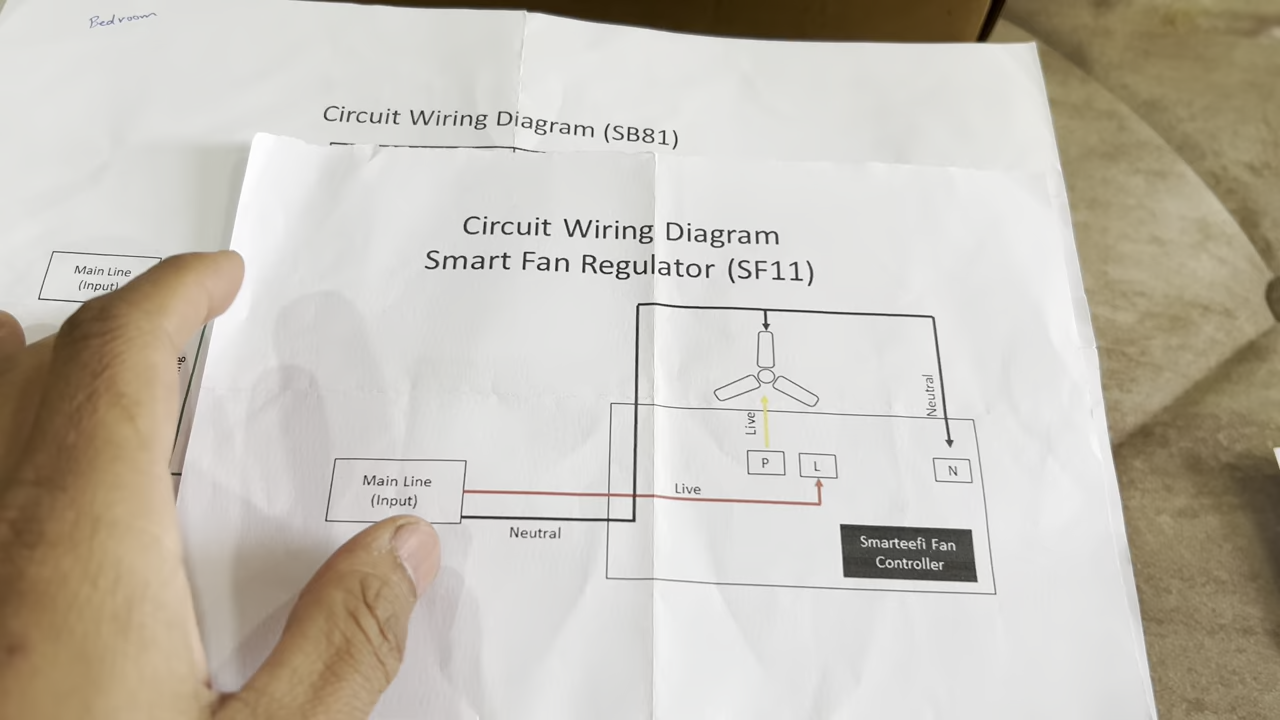 Bedroom
Circuit Wiring Diagram (SB81)
Main Line
(Input)
Circuit Wiring Diagram
Smart Fan Regulator (SF11)
Neutral
Live
P
L
N
Main Line
(Input)
Live
Neutral
Smarteefi Fan
Controller